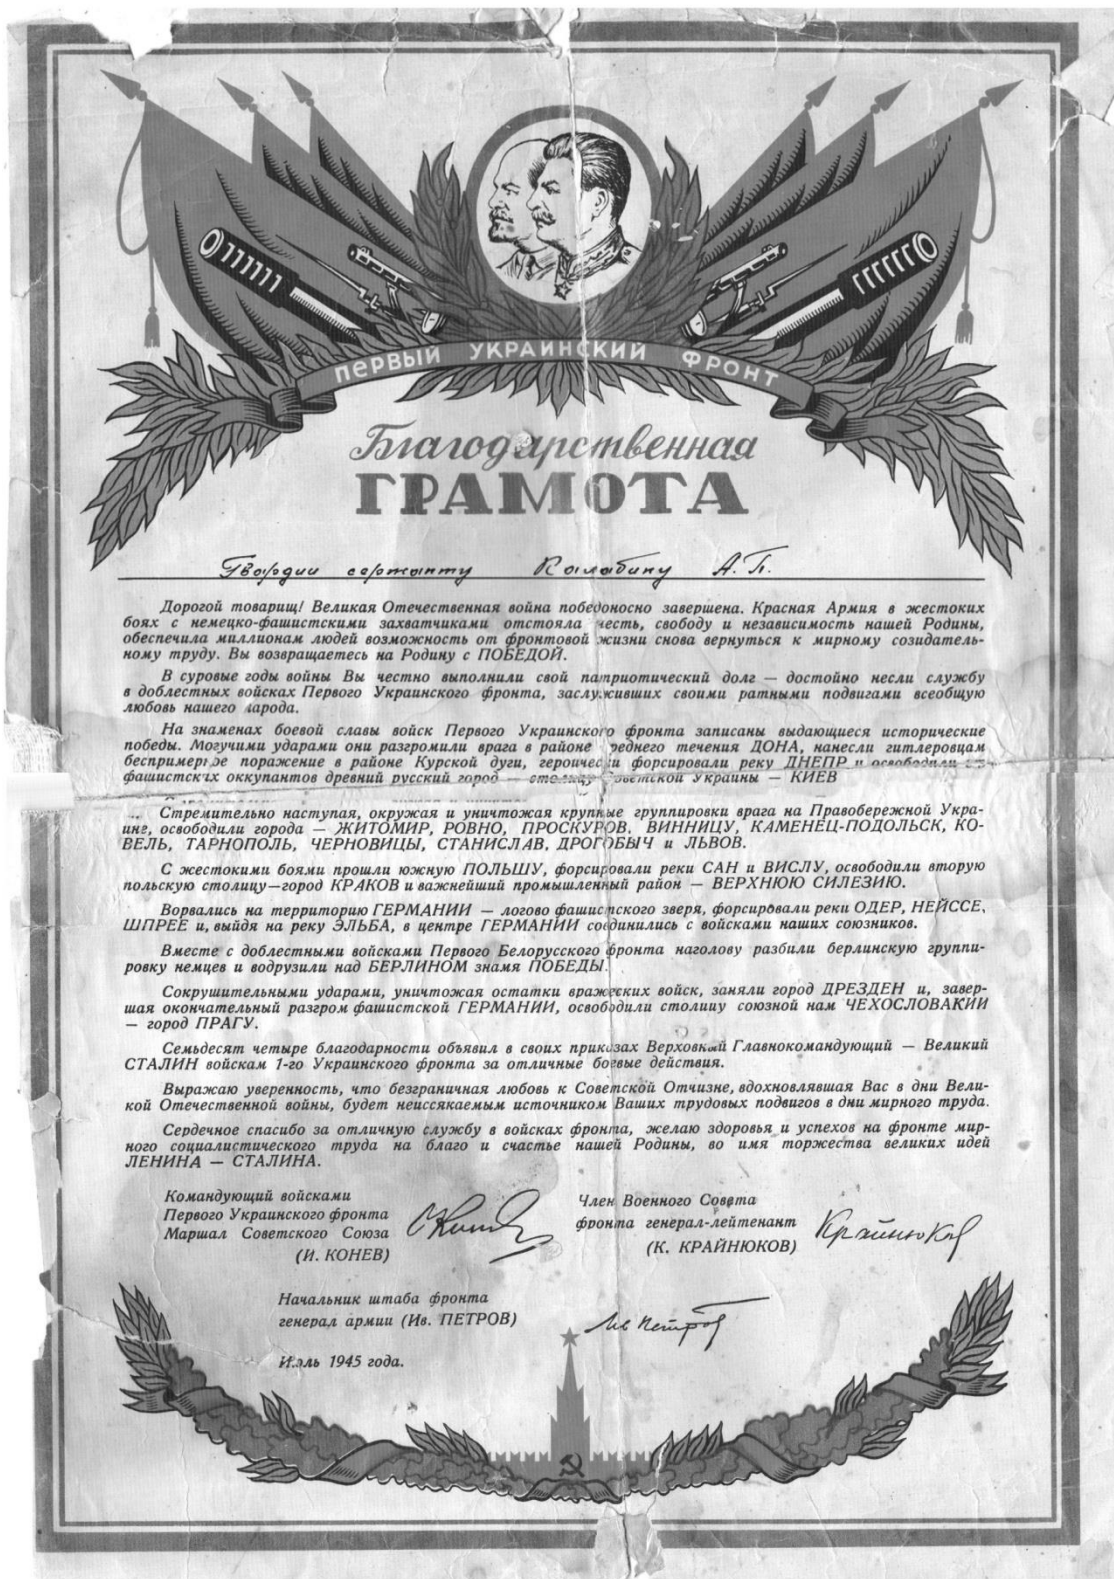 ПЕРВЫЙ УКРАИНСКИЙ ФРОНТ
Благодарственная
ГРАМОТА
Гвардии сержанту Калабину А. П.
Дорогой товарищ! Великая Отечественная война победоносно завершена. Красная Армия в жестоких
боях с немецко-фашистскими захватчиками отстояла честь, свободу и независимость нашей Родины,
обеспечила миллионам людей возможность от фронтовой жизни снова вернуться к мирному созидатель-
ному труду. Вы возвращаетесь на Родину с ПОБЕДОЙ.
В суровые годы войны Вы честно выполнили свой патриотический долг — достойно несли службу
в доблестных войсках Первого Украинского фронта, заслуживших своими ратными подвигами всеобщую
любовь нашего народа.
На знаменах боевой славы войск Первого Украинского фронта записаны выдающиеся исторические
победы. Могучими ударами они разгромили врага в районе среднего течения ДОНА, нанесли гитлеровцам
беспримерное поражение в районе Курской дуги, героически форсировали реку ДНЕПР и освободили от
фашистских оккупантов древний русский город — столицу Советской Украины — КИЕВ
Стремительно наступая, окружая и уничтожая крупные группировки врага на Правобережной Укра-
ине, освободили города — ЖИТОМИР, РОВНО, ПРОСКУРОВ, ВИННИЦУ, КАМЕНЕЦ-ПОДОЛЬСК, КО-
ВЕЛЬ, ТАРНОПОЛЬ, ЧЕРНОВИЦЫ, СТАНИСЛАВ, ДРОГОБЫЧ и ЛЬВОВ.
С жестокими боями прошли южную ПОЛЬШУ, форсировали реки САН и ВИСЛУ, освободили вторую
польскую столицу—город КРАКОВ и важнейший промышленный район — ВЕРХНЮЮ СИЛЕЗИЮ.
Ворвались на территорию ГЕРМАНИИ — логово фашистского зверя, форсировали реки ОДЕР, НЕЙССЕ,
ШПРЕЕ и, выйдя на реку ЭЛЬБА, в центре ГЕРМАНИИ соединились с войсками наших союзников.
Вместе с доблестными войсками Первого Белорусского фронта наголову разбили берлинскую группи-
ровку немцев и водрузили над БЕРЛИНОМ знамя ПОБЕДЫ.
Сокрушительными ударами, уничтожая остатки вражеских войск, заняли город ДРЕЗДЕН и, завер-
шая окончательный разгром фашистской ГЕРМАНИИ, освободили столицу союзной нам ЧЕХОСЛОВАКИИ
— город ПРАГУ.
Семьдесят четыре благодарности объявил в своих приказах Верховный Главнокомандующий — Великий
СТАЛИН войскам 1-го Украинского фронта за отличные боевые действия.
Выражаю уверенность, что безграничная любовь к Советской Отчизне, вдохновлявшая Вас в дни Вели-
кой Отечественной войны, будет неиссякаемым источником Ваших трудовых подвигов в дни мирного труда.
Сердечное спасибо за отличную службу в войсках фронта, желаю здоровья и успехов на фронте мир-
ного социалистического труда на благо и счастье нашей Родины, во имя торжества великих идей
ЛЕНИНА — СТАЛИНА.
Командующий войсками
Первого Украинского фронта
Маршал Советского Союза
(И. КОНЕВ)
Член Военного Совета
фронта генерал-лейтенант
(К. КРАЙНЮКОВ)
Крайнюков
Начальник штаба фронта
генерал армии (Ив. ПЕТРОВ)
Ив Петров
Июль 1945 года.